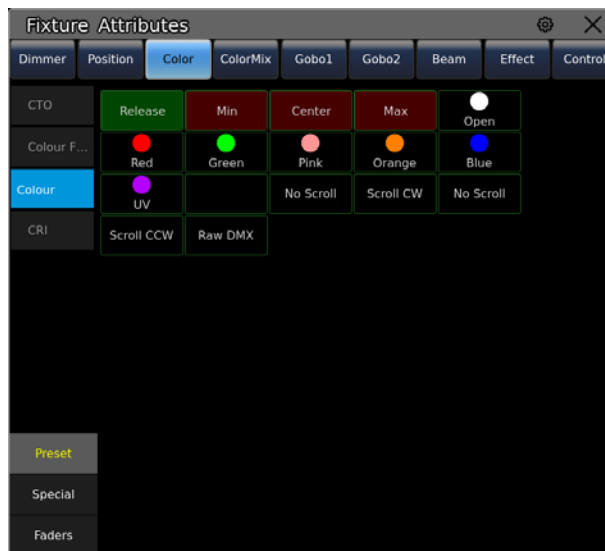 Fixture Attributes
Dimmer Position Color ColorMix Gobo1 Gobo2 Beam Effect Control
CTO
Colour F...
Colour
CRI
Release Min Center Max Open
Red Green Pink Orange Blue
UV No Scroll Scroll CW No Scroll
Scroll CCW Raw DMX
Preset
Special
Faders